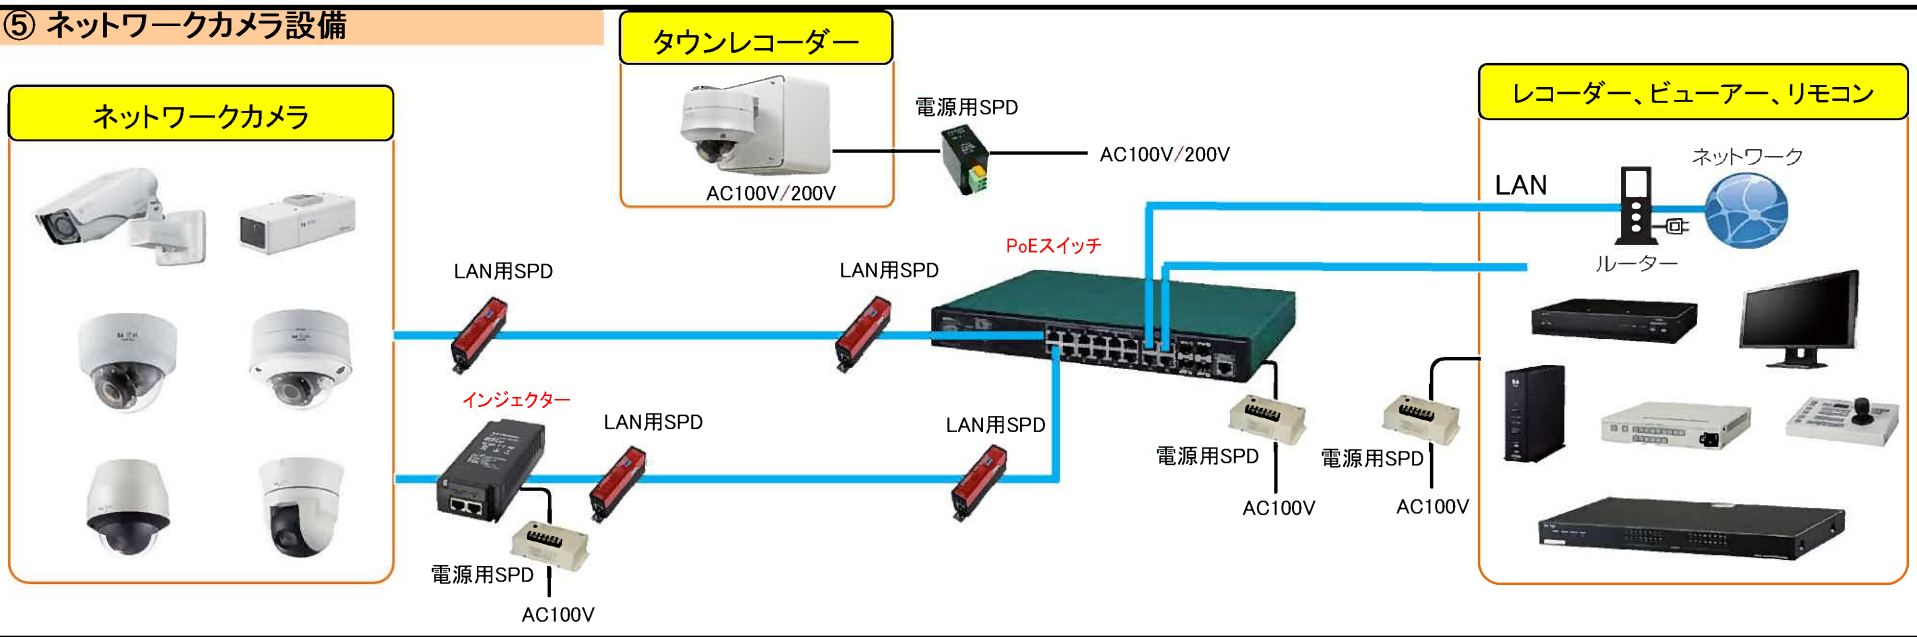 ⑤ ネットワークカメラ設備
タウンレコーダー
ネットワークカメラ
レコーダー、ビューアー、リモコン
電源用SPD
AC100V/200V
AC100V/200V
ネットワーク
LAN
PoEスイッチ
ルーター
LAN用SPD
LAN用SPD
インジェクター
LAN用SPD
LAN用SPD
電源用SPD
電源用SPD
AC100V
AC100V
電源用SPD
AC100V